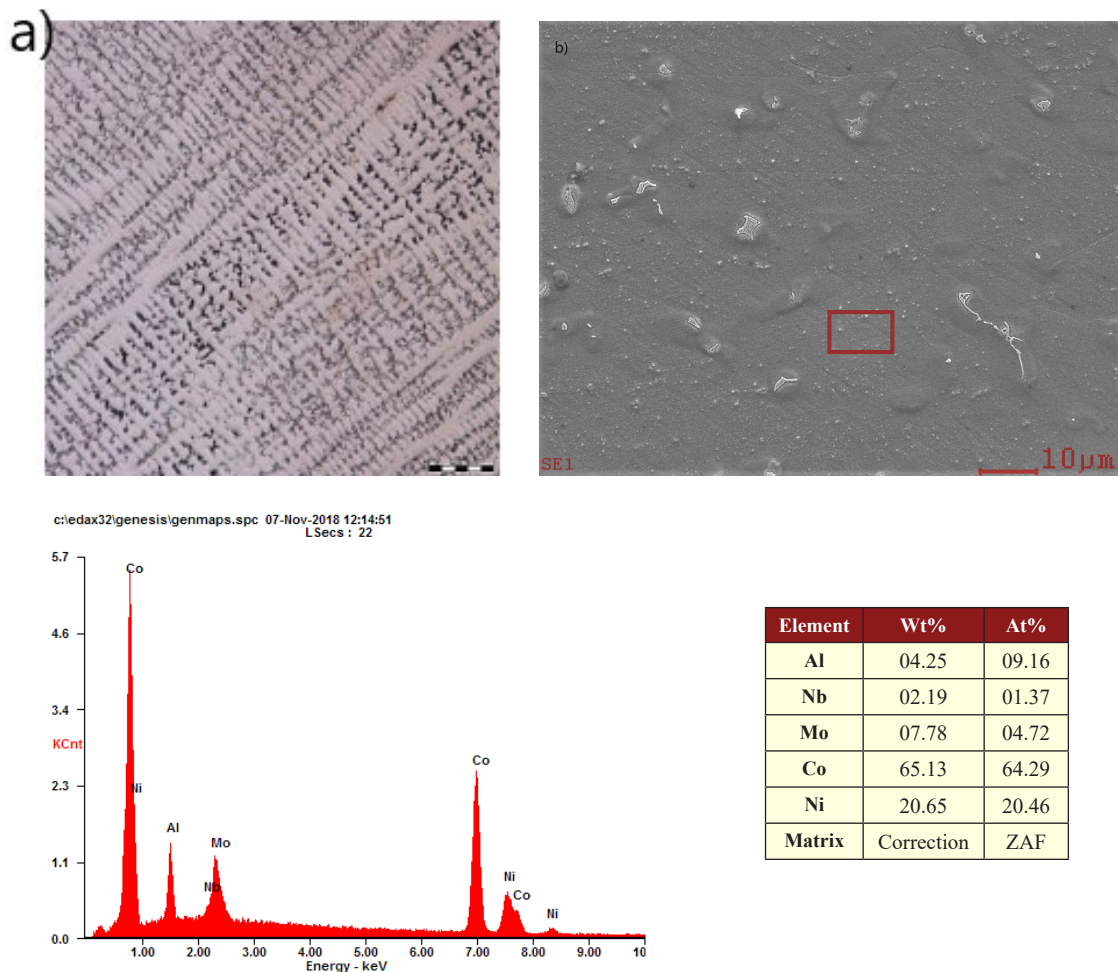 a)
b)
SE1
10µm
c:\edax32\genesis\genmaps.spc 07-Nov-2018 12:14:51
LSecs : 22
5.7
4.6
3.4
KCnt
2.3
1.1
0.0
Co
Ni
Al
Nb
Mo
Co
Ni
Co
Ni
1.00 2.00 3.00 4.00 5.00 6.00 7.00 8.00 9.00 10
Energy - keV
Element Wt% At%
Al 04.25 09.16
Nb 02.19 01.37
Mo 07.78 04.72
Co 65.13 64.29
Ni 20.65 20.46
Matrix Correction ZAF